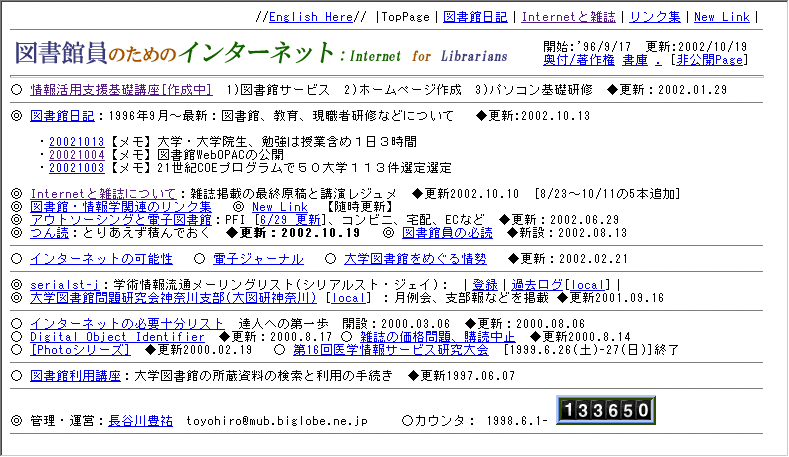 //English Here// |TopPage|図書館日記|Internetと雑誌|リンク集|New Link|
図書館員のためのインターネット：Internet for Librarians
開始:'96/9/17 更新:2002/10/19
奥付/著作権 書庫 . [非公開Page]
○ 情報活用支援基礎講座[作成中] 1)図書館サービス 2)ホームページ作成 3)パソコン基礎研修 ◆更新：2002.01.29
◎ 図書館日記：1996年9月～最新：図書館、教育、現職者研修などについて ◆更新:2002.10.13
・20021013【メモ】大学・大学院生、勉強は授業含め１日３時間
・20021004【メモ】図書館WebOPACの公開
・20021003【メモ】21世紀COEプログラムで５０大学１１３件選定選定
◎ Internetと雑誌について：雑誌掲載の最終原稿と講演レジュメ ◆更新2002.10.10 [8/23～10/11の5本追加]
◎ 図書館・情報学関連のリンク集 ◎ New Link 【随時更新】
◎ アウトソーシングと電子図書館：PFI [6/29 更新]、コンビニ、宅配、ECなど ◆更新：2002.06.29
◎ つん読：とりあえず積んでおく ◆更新：2002.10.19 ◎ 図書館員の必読 ◆新設：2002.08.13
○ インターネットの可能性 ○ 電子ジャーナル ○ 大学図書館をめぐる情勢 ◆更新：2002.02.21
◎ serialst-j：学術情報流通メーリングリスト(シリアルスト・ジェイ)： |登録|過去ログ[local]|
◎ 大学図書館問題研究会神奈川支部(大図研神奈川) [local] ：月例会、支部報などを掲載 ◆更新2001.09.16
○ インターネットの必要十分リスト 達人への第一歩 開設：2000.03.06 ◆更新：2000.08.06
○ Digital Object Identifier ◆更新：2000.8.17 ○ 雑誌の価格問題、購読中止 ◆更新2000.8.14
○ [Photoシリーズ] ◆更新2000.02.19 ○ 第16回医学情報サービス研究大会 [1999.6.26(土)-27(日)]終了
○ 図書館利用講座：大学図書館の所蔵資料の検索と利用の手続き ◆更新1997.06.07
◎ 管理・運営：長谷川豊祐 toyohiro@mub.biglobe.ne.jp ○カウンタ： 1998.6.1- 133650